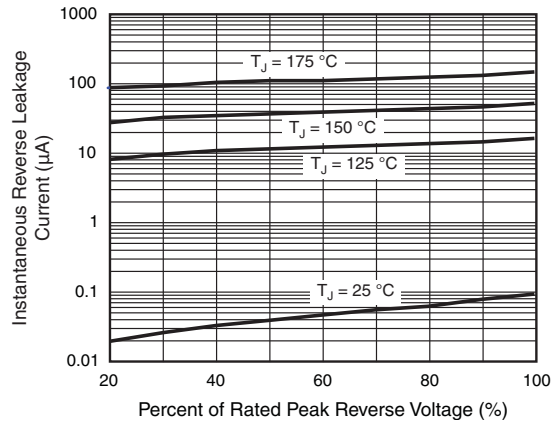 Instantaneous Reverse Leakage
Current (μA)
1000
100
10
1
0.1
0.01
T_J = 175 °C
T_J = 150 °C
T_J = 125 °C
T_J = 25 °C
20
40
60
80
100
Percent of Rated Peak Reverse Voltage (%)